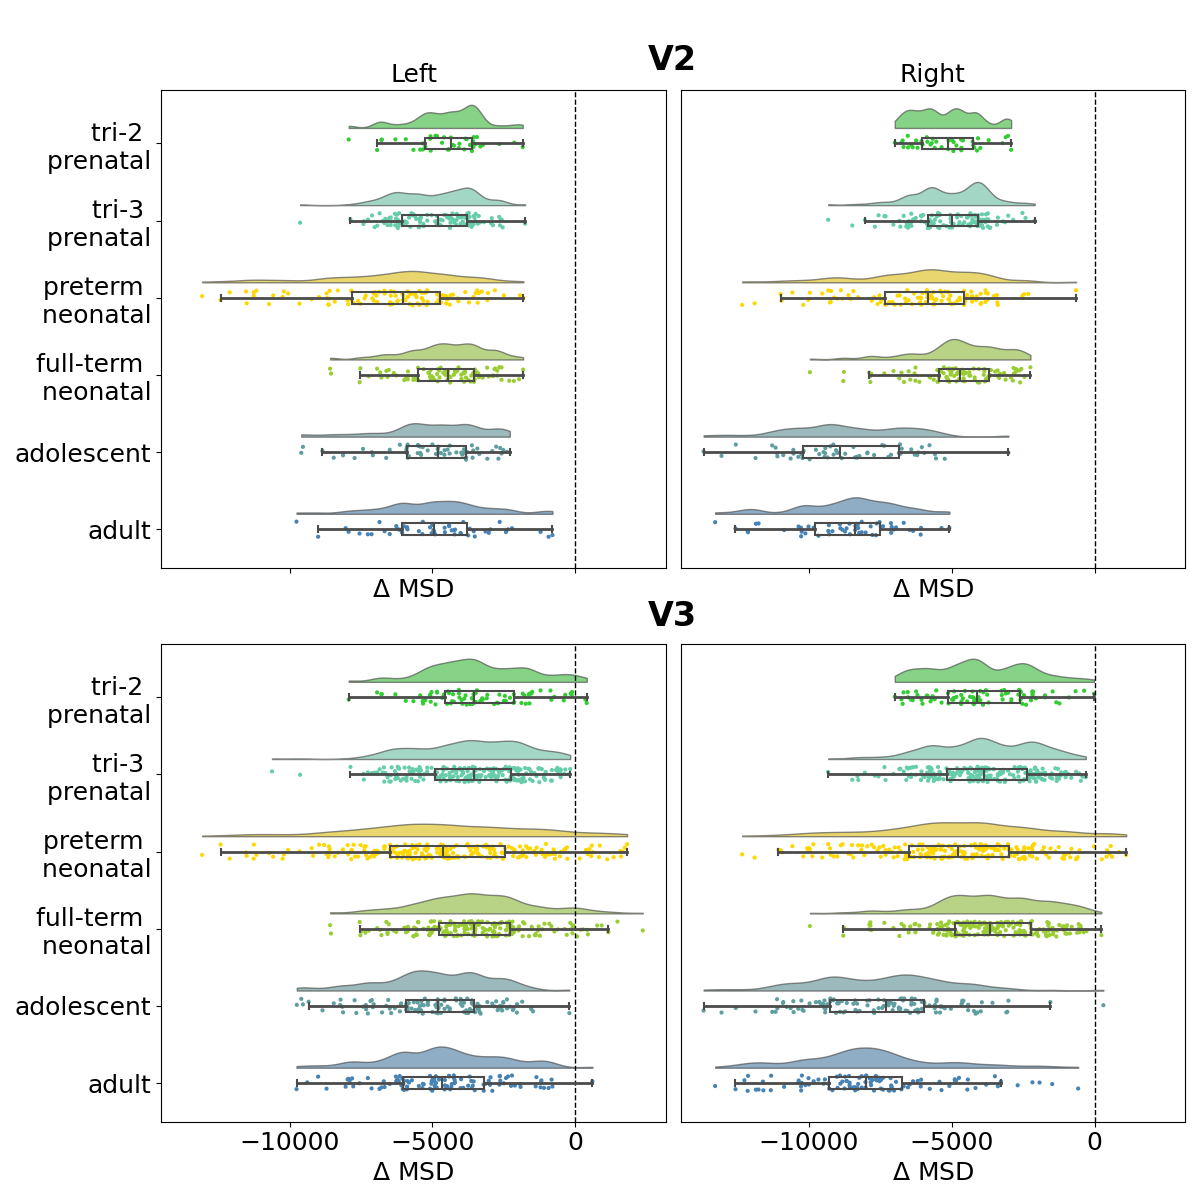 V2
Left
Right
tri-2
prenatal
tri-3
prenatal
preterm
neonatal
full-term
neonatal
adolescent
adult
Δ MSD
Δ MSD
V3
tri-2
prenatal
tri-3
prenatal
preterm
neonatal
full-term
neonatal
adolescent
adult
−10000 −5000 0
−10000 −5000 0
Δ MSD
Δ MSD